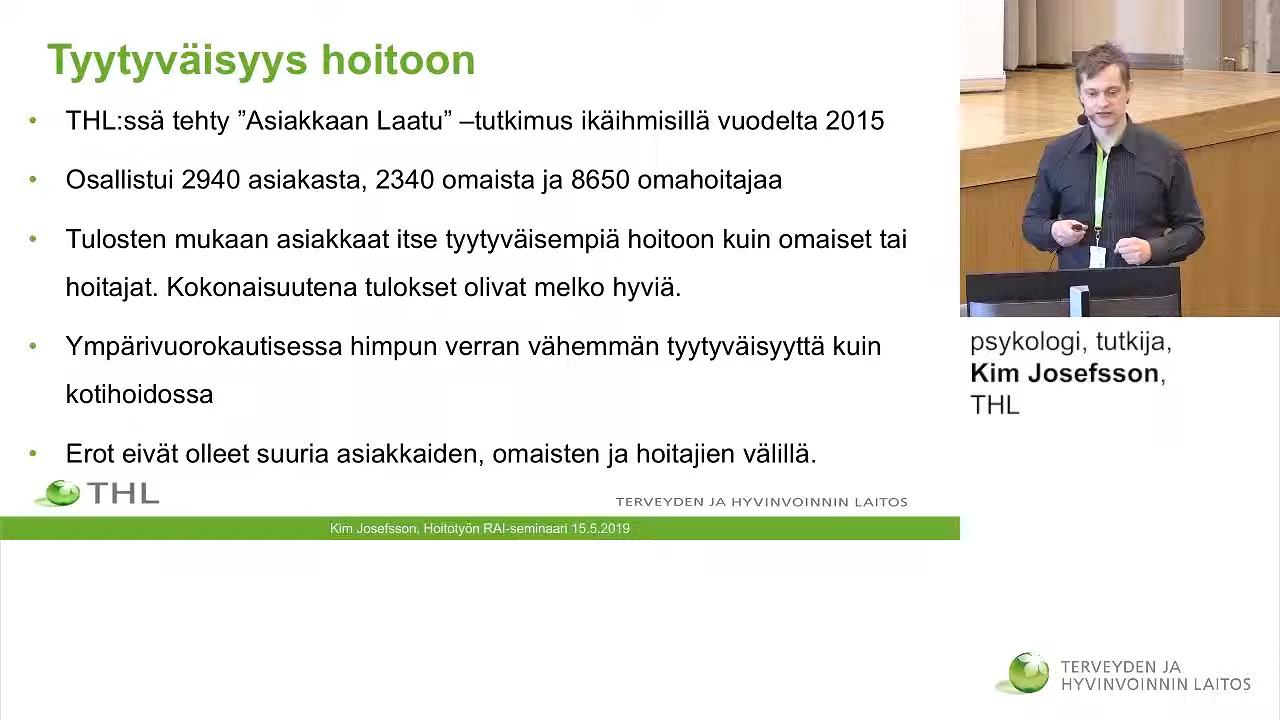 Tyytyväisyys hoitoon
• THL:ssä tehty ”Asiakkaan Laatu” –tutkimus ikäihmisillä vuodelta 2015
• Osallistui 2940 asiakasta, 2340 omaista ja 8650 omahoitajaa
• Tulosten mukaan asiakkaat itse tyytyväisempiä hoitoon kuin omaiset tai
hoitajat. Kokonaisuutena tulokset olivat melko hyviä.
• Ympärivuorokautisessa himpun verran vähemmän tyytyväisyyttä kuin
kotihoidossa
• Erot eivät olleet suuria asiakkaiden, omaisten ja hoitajien välillä.
THL
TERVEYDEN JA HYVINVOINNIN LAITOS
Kim Josefsson, Hoitotyön RAI-seminaari 15.5.2019
psykologi, tutkija,
Kim Josefsson,
THL
TERVEYDEN JA
HYVINVOINNIN LAITOS